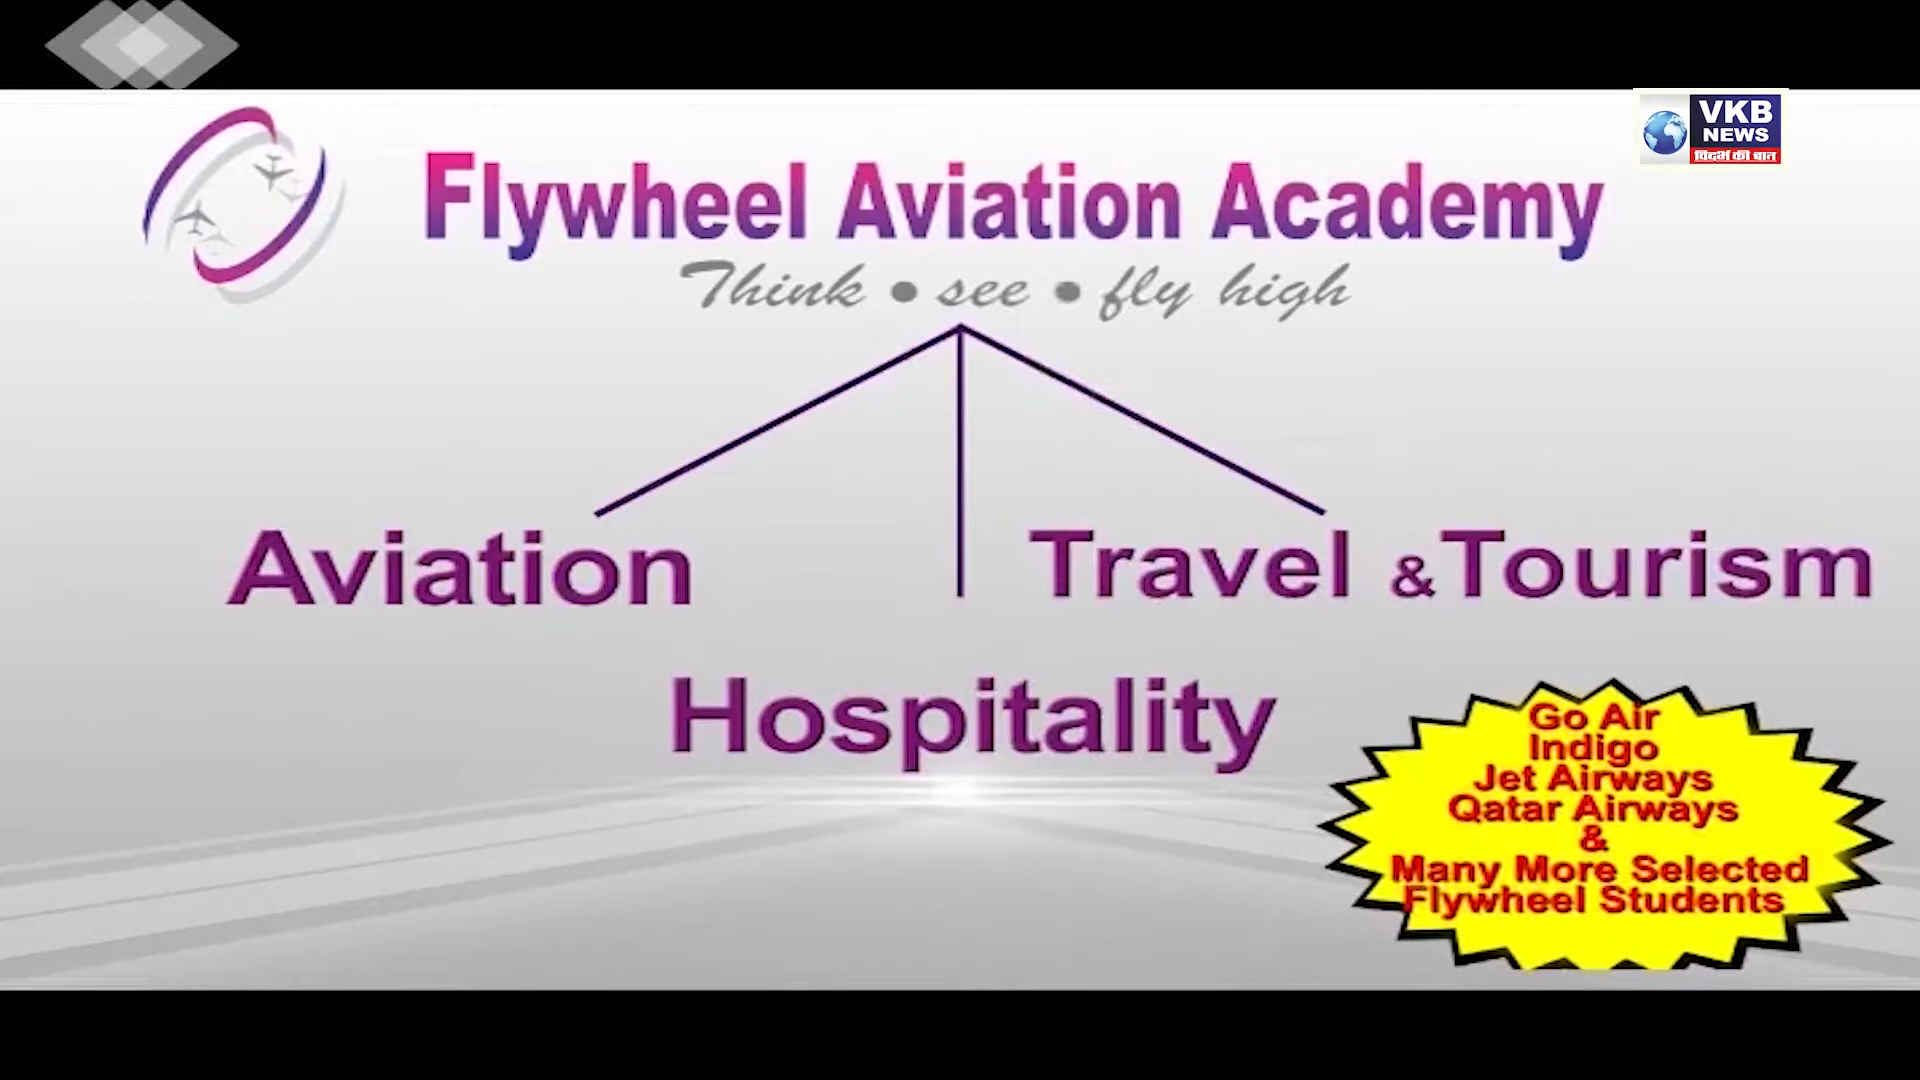 VKB
NEWS
विदर्भ की बात
Flywheel Aviation Academy
Think • see • fly high
Aviation
Travel & Tourism
Hospitality
Go Air
Indigo
Jet Airways
Qatar Airways
&
Many More Selected
Flywheel Students